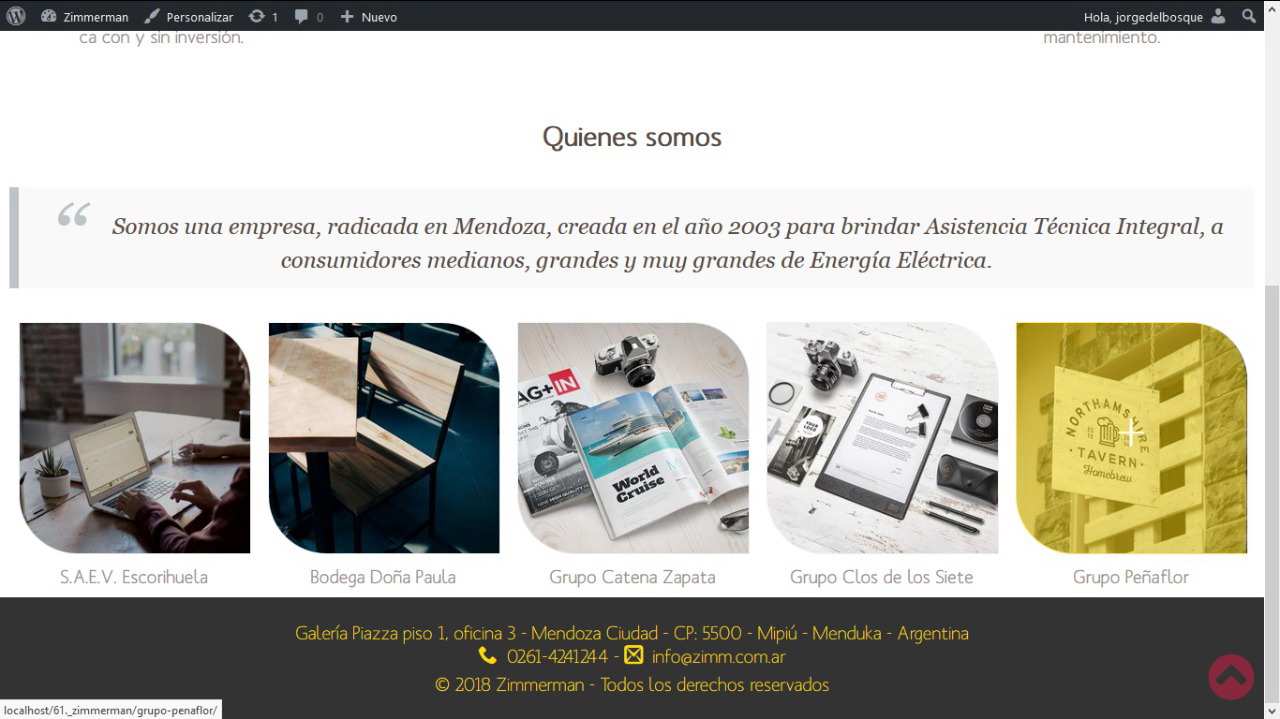 Zimmerman
Personalizar
1
0
Nuevo
Hola, jorgedelbosque
ca con y sin inversión.
mantenimiento.
Quienes somos
“
Somos una empresa, radicada en Mendoza, creada en el año 2003 para brindar Asistencia Técnica Integral, a
consumidores medianos, grandes y muy grandes de Energía Eléctrica.
AG+IN
World
Cruise
NORTHAMSHIRE
TAVERN
Homebrew
S.A.E.V. Escorihuela
Bodega Doña Paula
Grupo Catena Zapata
Grupo Clos de los Siete
Grupo Peñaflor
Galería Piazza piso 1, oficina 3 - Mendoza Ciudad - CP: 5500 - Mipiú - Menduka - Argentina
0261-4241244 - info@zimm.com.ar
© 2018 Zimmerman - Todos los derechos reservados
localhost/61._zimmerman/grupo-penaflor/